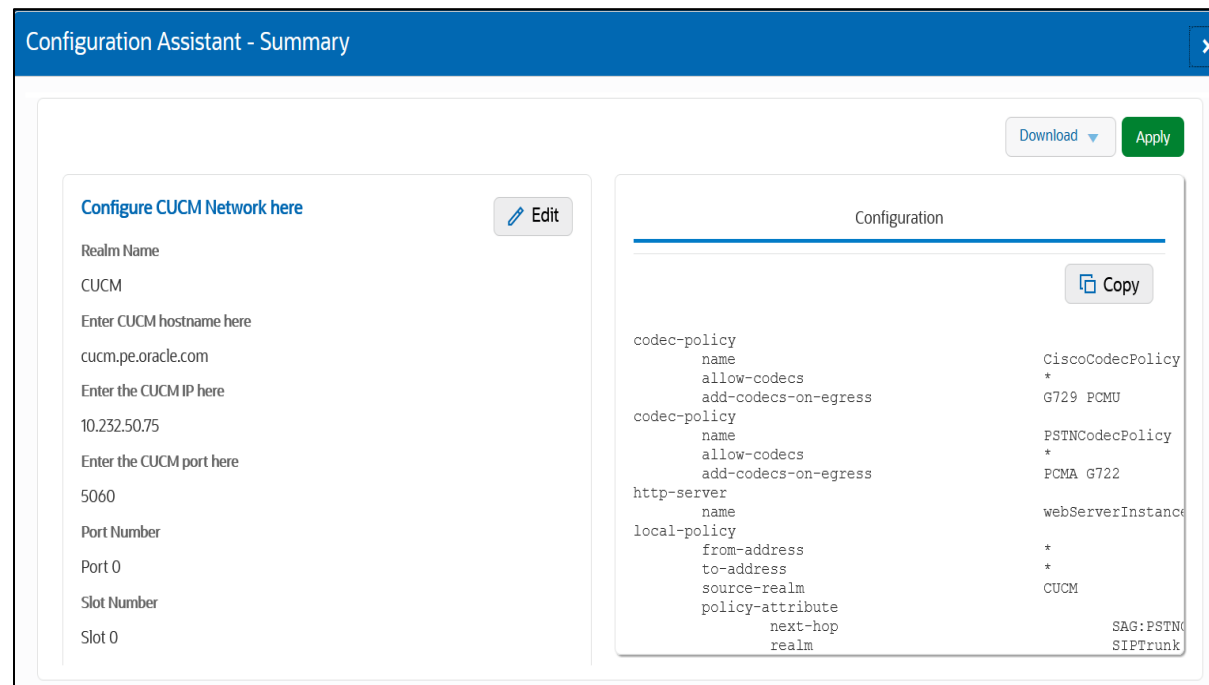 Configuration Assistant - Summary
Download
Apply
Configure CUCM Network here
Edit
Realm Name
CUCM
Enter CUCM hostname here
cucm.pe.oracle.com
Enter the CUCM IP here
10.232.50.75
Enter the CUCM port here
5060
Port Number
Port 0
Slot Number
Slot 0
Configuration
Copy
codec-policy
name CiscoCodecPolicy
allow-codecs *
add-codecs-on-egress G729 PCMU
codec-policy
name PSTNCodecPolicy
allow-codecs *
add-codecs-on-egress PCMA G722
http-server
name webServerInstance
local-policy
from-address *
to-address *
source-realm CUCM
policy-attribute
next-hop SAG:PSTN
realm SIPTrunk